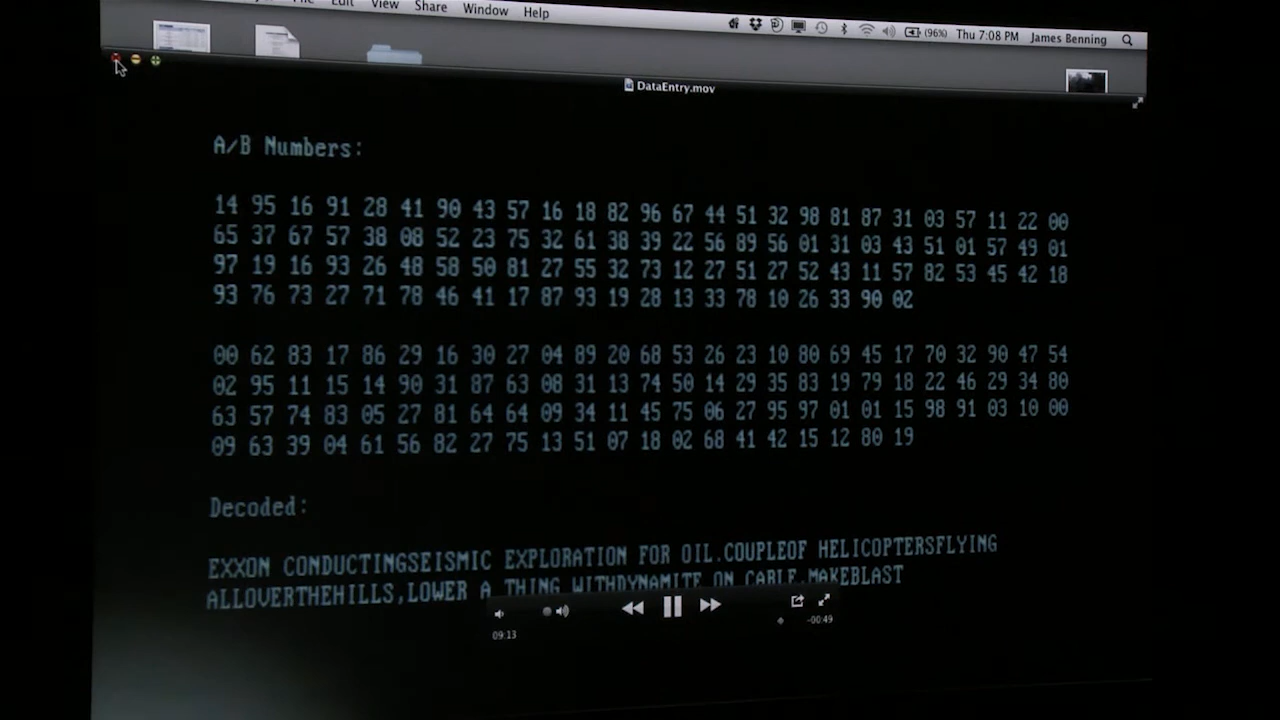 File Edit View Share Window Help
(96%) Thu 7:08 PM James Benning
DataEntry.mov
A/B Numbers:
14 95 16 91 28 41 90 43 57 16 18 82 96 67 44 51 32 98 81 87 31 03 57 11 22 00
65 37 67 57 38 08 52 23 75 32 61 38 39 22 56 89 56 01 31 03 43 51 01 57 49 01
97 19 16 93 26 48 58 50 81 27 55 32 73 12 27 51 27 52 43 11 57 82 53 45 42 18
93 76 73 27 71 78 46 41 17 87 93 19 28 13 33 78 10 26 33 90 02
00 62 83 17 86 29 16 30 27 04 89 20 68 53 26 23 10 80 69 45 17 70 32 90 47 54
02 95 11 15 14 90 31 87 63 08 31 13 74 50 14 29 35 83 19 79 18 22 46 29 34 80
63 57 74 83 05 27 81 64 64 09 34 11 45 75 06 27 95 97 01 01 15 98 91 03 10 00
09 63 39 04 61 56 82 27 75 13 51 07 18 02 68 41 42 15 12 80 19
Decoded:
EXXON CONDUCTINGSEISMIC EXPLORATION FOR OIL.COUPLEOF HELICOPTERSFLYING
ALLOVERTHEHILLS,LOWER A THING WITHDYNAMITE ON CABLE.MAKEBLAST
09:13
-00:49